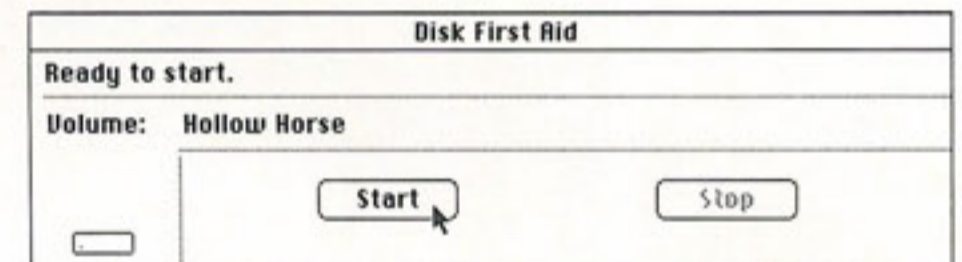 Disk First Aid
Ready to start.
Volume: Hollow Horse
Start Stop